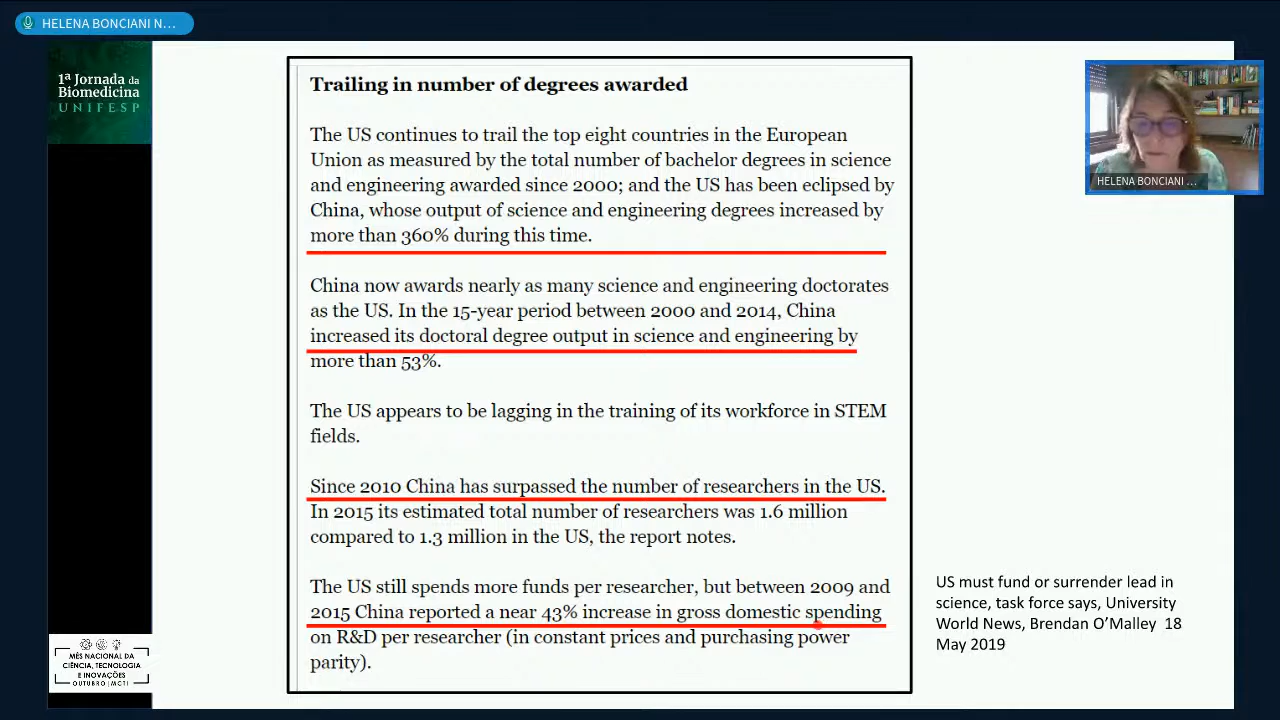 HELENA BONCIANI N...
1ª Jornada da
Biomedicina
UNIFESP
Trailing in number of degrees awarded
The US continues to trail the top eight countries in the European
Union as measured by the total number of bachelor degrees in science
and engineering awarded since 2000; and the US has been eclipsed by
China, whose output of science and engineering degrees increased by
more than 360% during this time.
China now awards nearly as many science and engineering doctorates
as the US. In the 15-year period between 2000 and 2014, China
increased its doctoral degree output in science and engineering by
more than 53%.
The US appears to be lagging in the training of its workforce in STEM
fields.
Since 2010 China has surpassed the number of researchers in the US.
In 2015 its estimated total number of researchers was 1.6 million
compared to 1.3 million in the US, the report notes.
The US still spends more funds per researcher, but between 2009 and
2015 China reported a near 43% increase in gross domestic spending
on R&D per researcher (in constant prices and purchasing power
parity).
HELENA BONCIANI ...
US must fund or surrender lead in
science, task force says, University
World News, Brendan O’Malley 18
May 2019
MÊS NACIONAL DA
CIÊNCIA, TECNOLOGIA
E INOVAÇÕES
OUTUBRO | MCTI